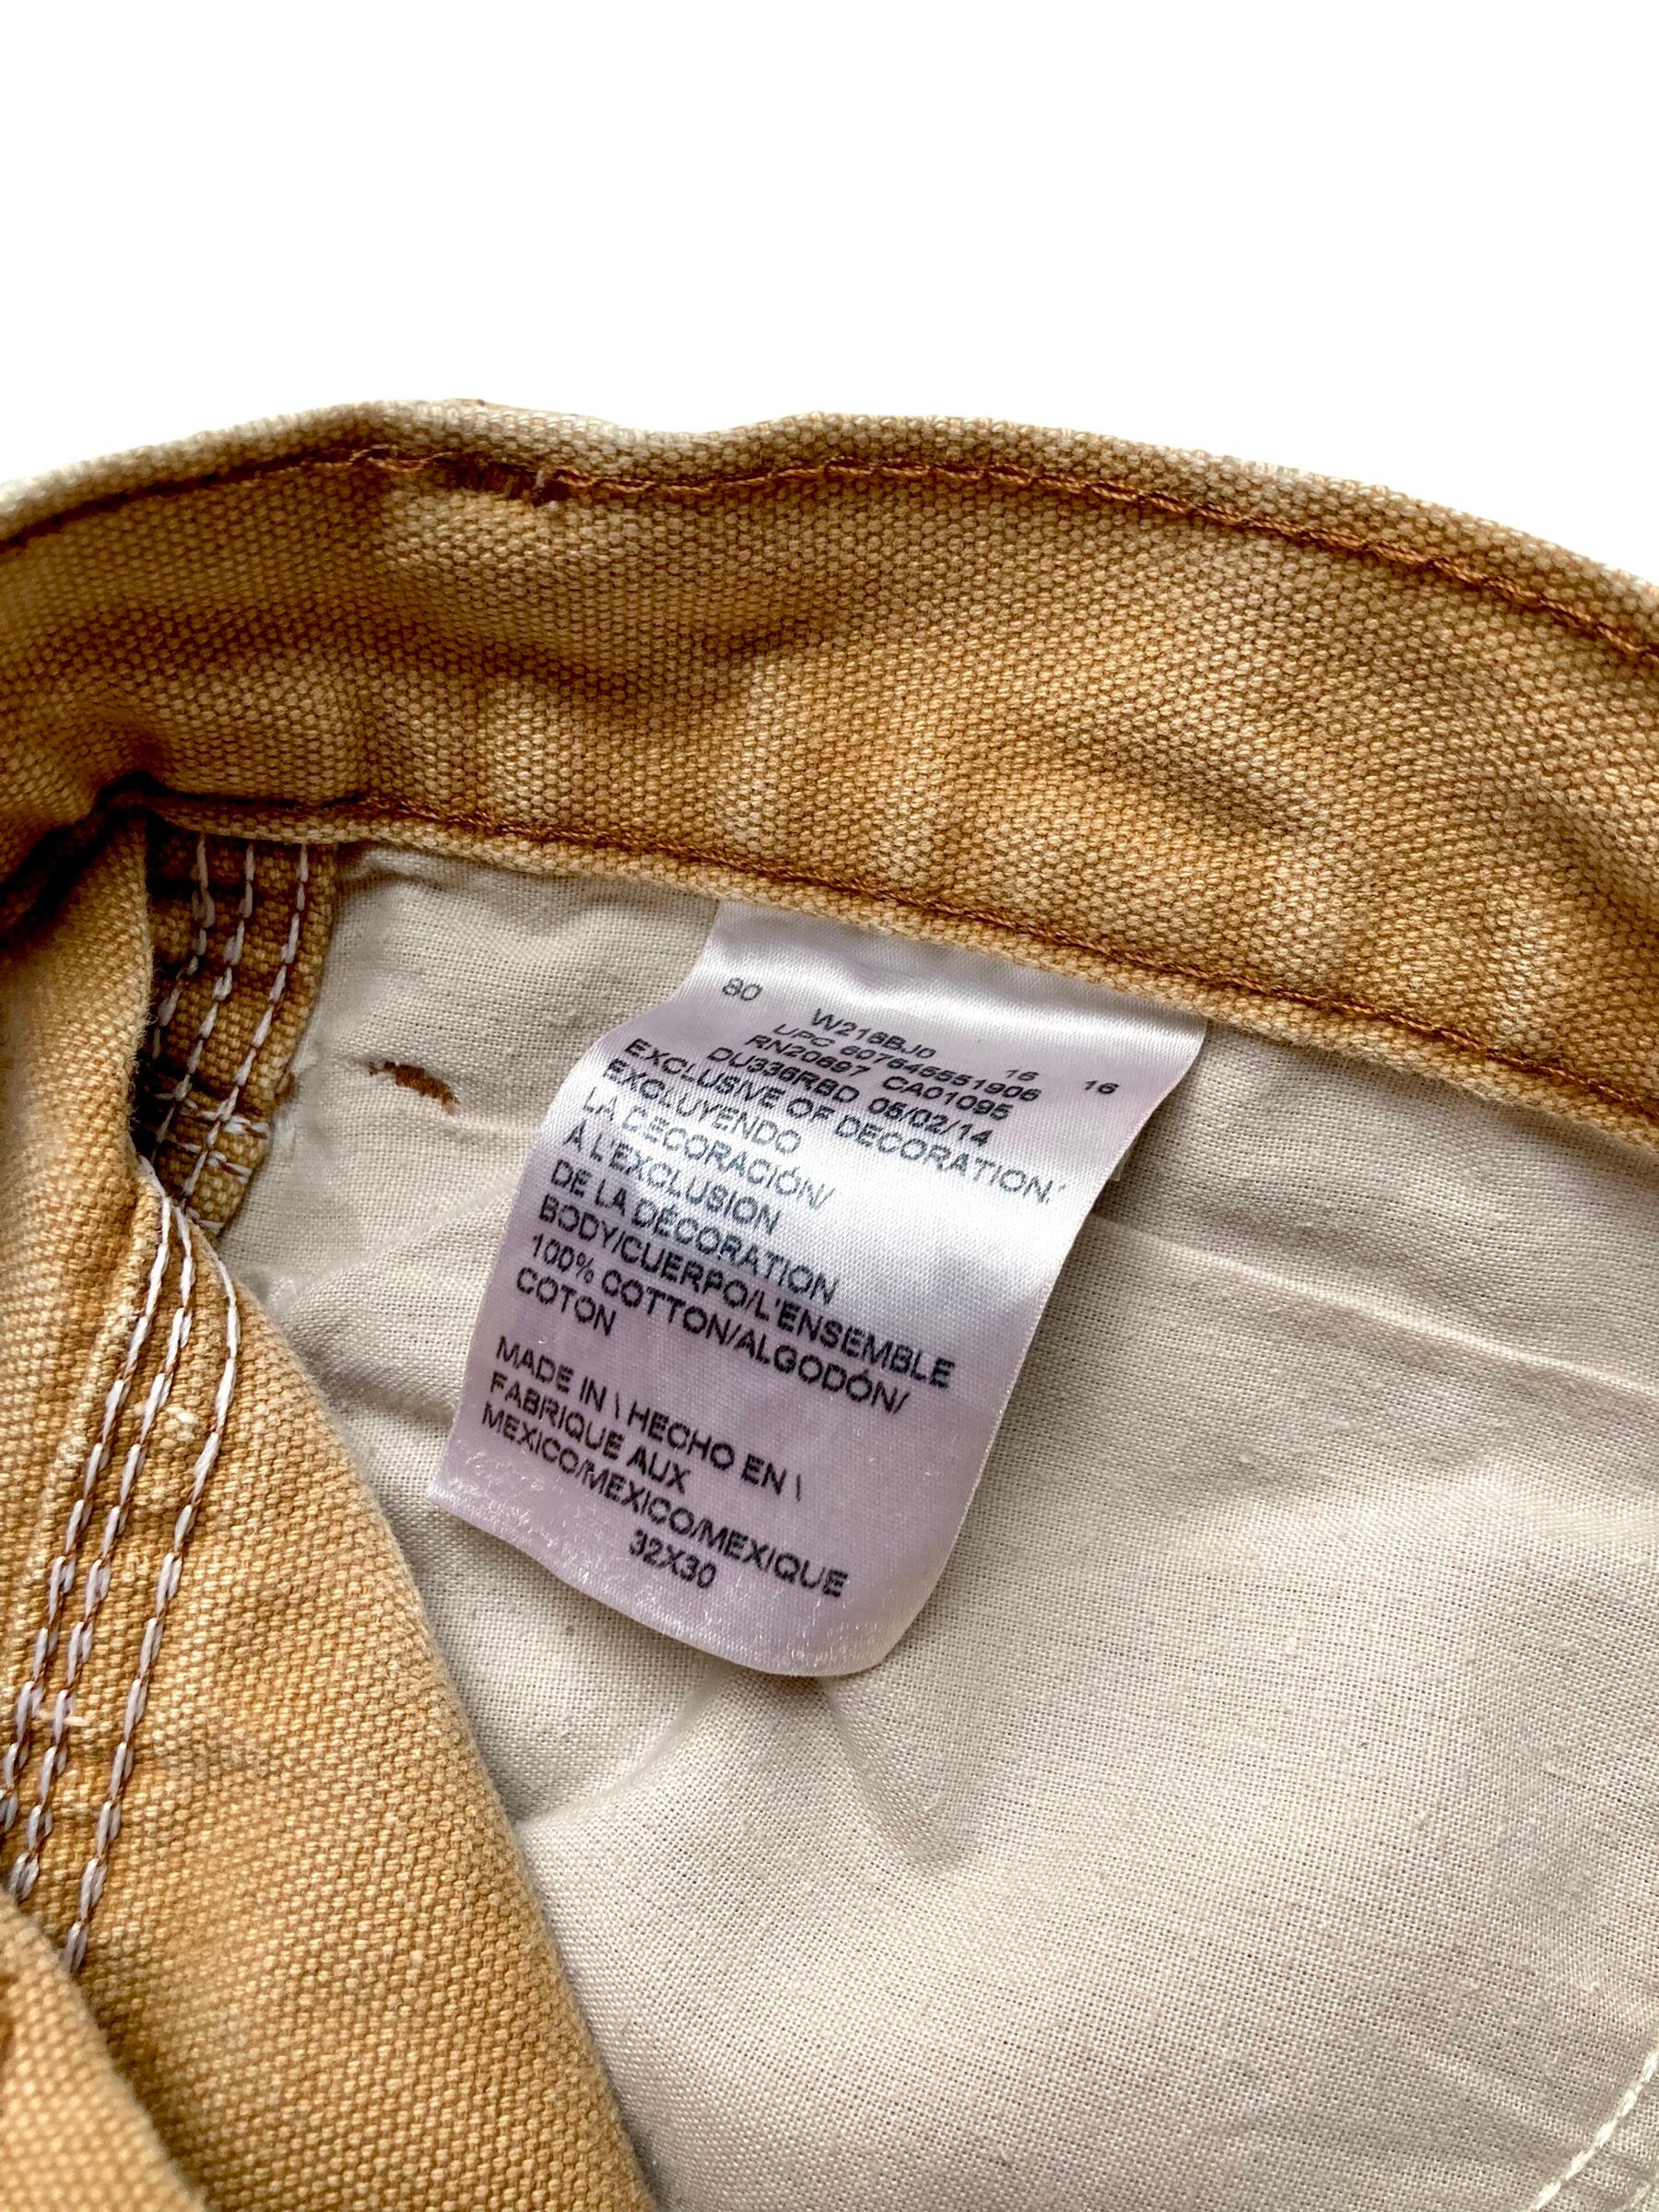 80 W216BJ0 16 16
UPC 607645551906
RN20697 CA01095
DU336RBD 05/02/14
EXCLUSIVE OF DECORATION/
EXCLUYENDO
LA DECORACIÓN/
A L'EXCLUSION
DE LA DÉCORATION
BODY/CUERPO/L'ENSEMBLE
100% COTTON/ALGODÓN/
COTON
MADE IN \ HECHO EN \
FABRIQUE AUX
MEXICO/MEXICO/MEXIQUE
32X30